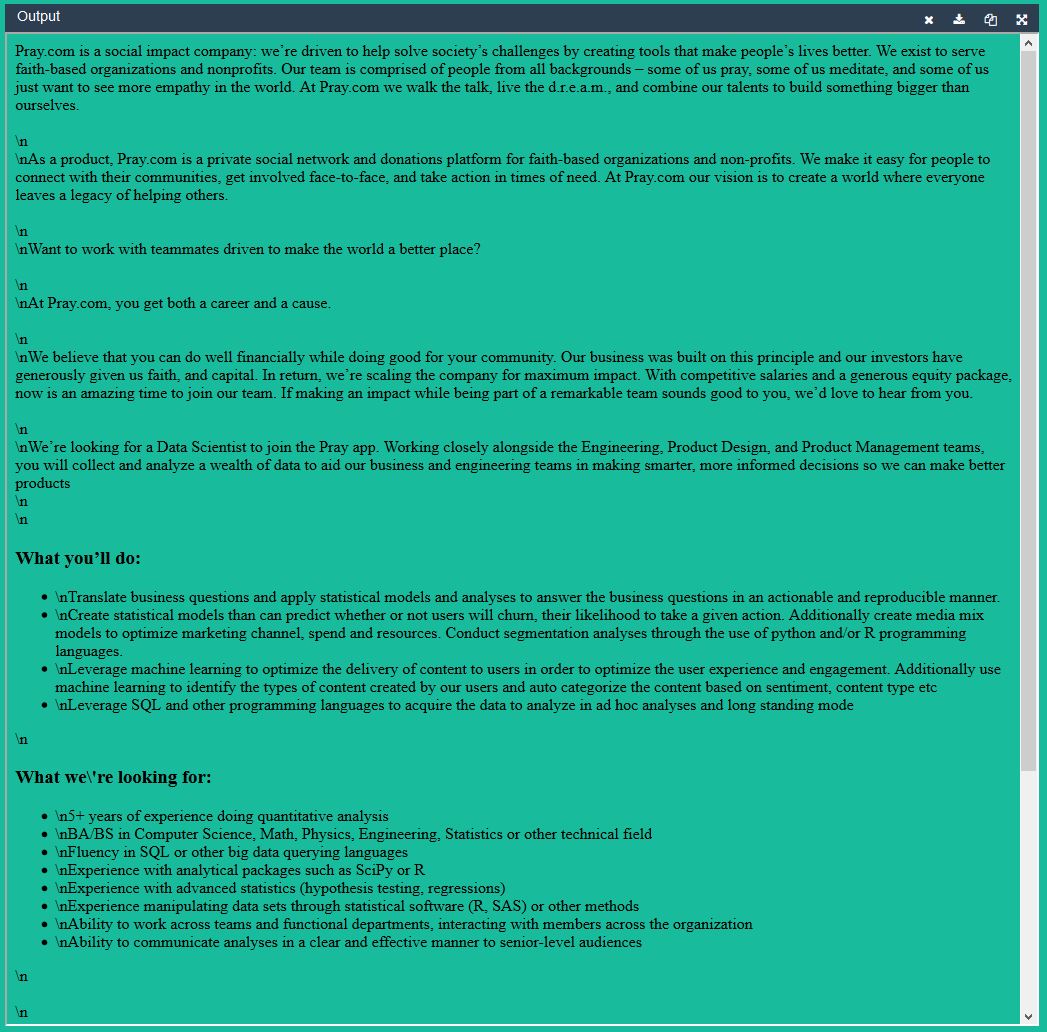 Output
Pray.com is a social impact company: we’re driven to help solve society’s challenges by creating tools that make people’s lives better. We exist to serve
faith-based organizations and nonprofits. Our team is comprised of people from all backgrounds – some of us pray, some of us meditate, and some of us
just want to see more empathy in the world. At Pray.com we walk the talk, live the d.r.e.a.m., and combine our talents to build something bigger than
ourselves.
\n
\nAs a product, Pray.com is a private social network and donations platform for faith-based organizations and non-profits. We make it easy for people to
connect with their communities, get involved face-to-face, and take action in times of need. At Pray.com our vision is to create a world where everyone
leaves a legacy of helping others.
\n
\nWant to work with teammates driven to make the world a better place?
\n
\nAt Pray.com, you get both a career and a cause.
\n
\nWe believe that you can do well financially while doing good for your community. Our business was built on this principle and our investors have
generously given us faith, and capital. In return, we’re scaling the company for maximum impact. With competitive salaries and a generous equity package,
now is an amazing time to join our team. If making an impact while being part of a remarkable team sounds good to you, we’d love to hear from you.
\n
\nWe’re looking for a Data Scientist to join the Pray app. Working closely alongside the Engineering, Product Design, and Product Management teams,
you will collect and analyze a wealth of data to aid our business and engineering teams in making smarter, more informed decisions so we can make better
products
\n
\n
What you’ll do:
• \nTranslate business questions and apply statistical models and analyses to answer the business questions in an actionable and reproducible manner.
• \nCreate statistical models than can predict whether or not users will churn, their likelihood to take a given action. Additionally create media mix
models to optimize marketing channel, spend and resources. Conduct segmentation analyses through the use of python and/or R programming
languages.
• \nLeverage machine learning to optimize the delivery of content to users in order to optimize the user experience and engagement. Additionally use
machine learning to identify the types of content created by our users and auto categorize the content based on sentiment, content type etc
• \nLeverage SQL and other programming languages to acquire the data to analyze in ad hoc analyses and long standing mode
\n
What we\'re looking for:
• \n5+ years of experience doing quantitative analysis
• \nBA/BS in Computer Science, Math, Physics, Engineering, Statistics or other technical field
• \nFluency in SQL or other big data querying languages
• \nExperience with analytical packages such as SciPy or R
• \nExperience with advanced statistics (hypothesis testing, regressions)
• \nExperience manipulating data sets through statistical software (R, SAS) or other methods
• \nAbility to work across teams and functional departments, interacting with members across the organization
• \nAbility to communicate analyses in a clear and effective manner to senior-level audiences
\n
\n